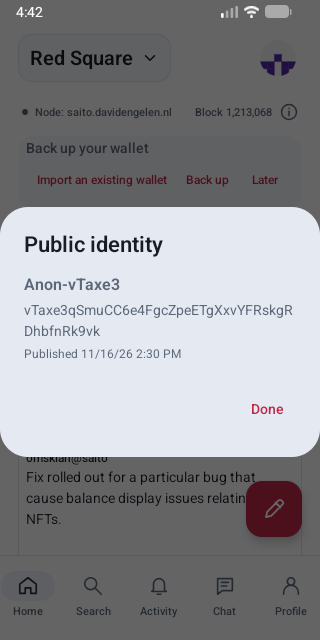 4:42
Red Square
Node: saito.davidengelen.nl
Block 1,213,068
Back up your wallet
Import an existing wallet
Back up
Later
Public identity
Anon-vTaxe3
vTaxe3qSmuCC6e4FgcZpeETgXxvYFRskgR
DhbfnRk9vk
Published 11/16/26 2:30 PM
Done
omskian@saito
Fix rolled out for a particular bug that
cause balance display issues relatin
NFTs.
Home
Search
Activity
Chat
Profile